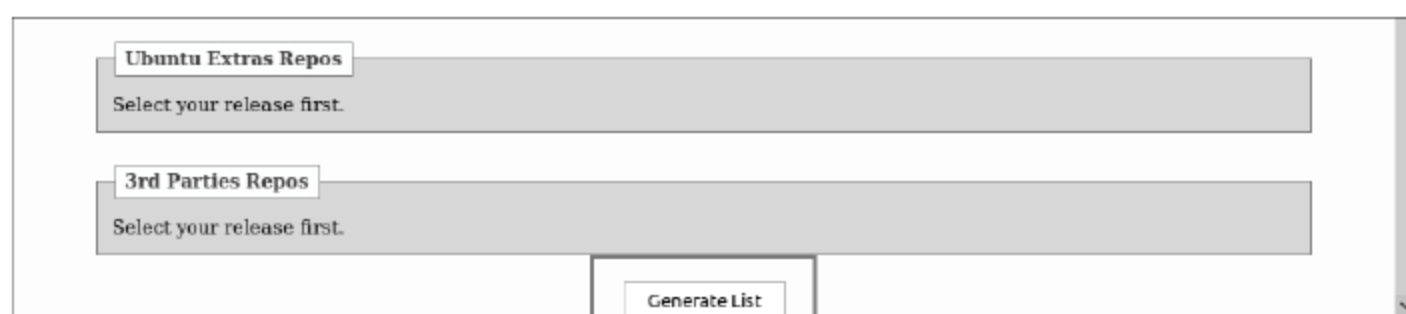 Ubuntu Extras Repos
Select your release first.
3rd Parties Repos
Select your release first.
Generate List